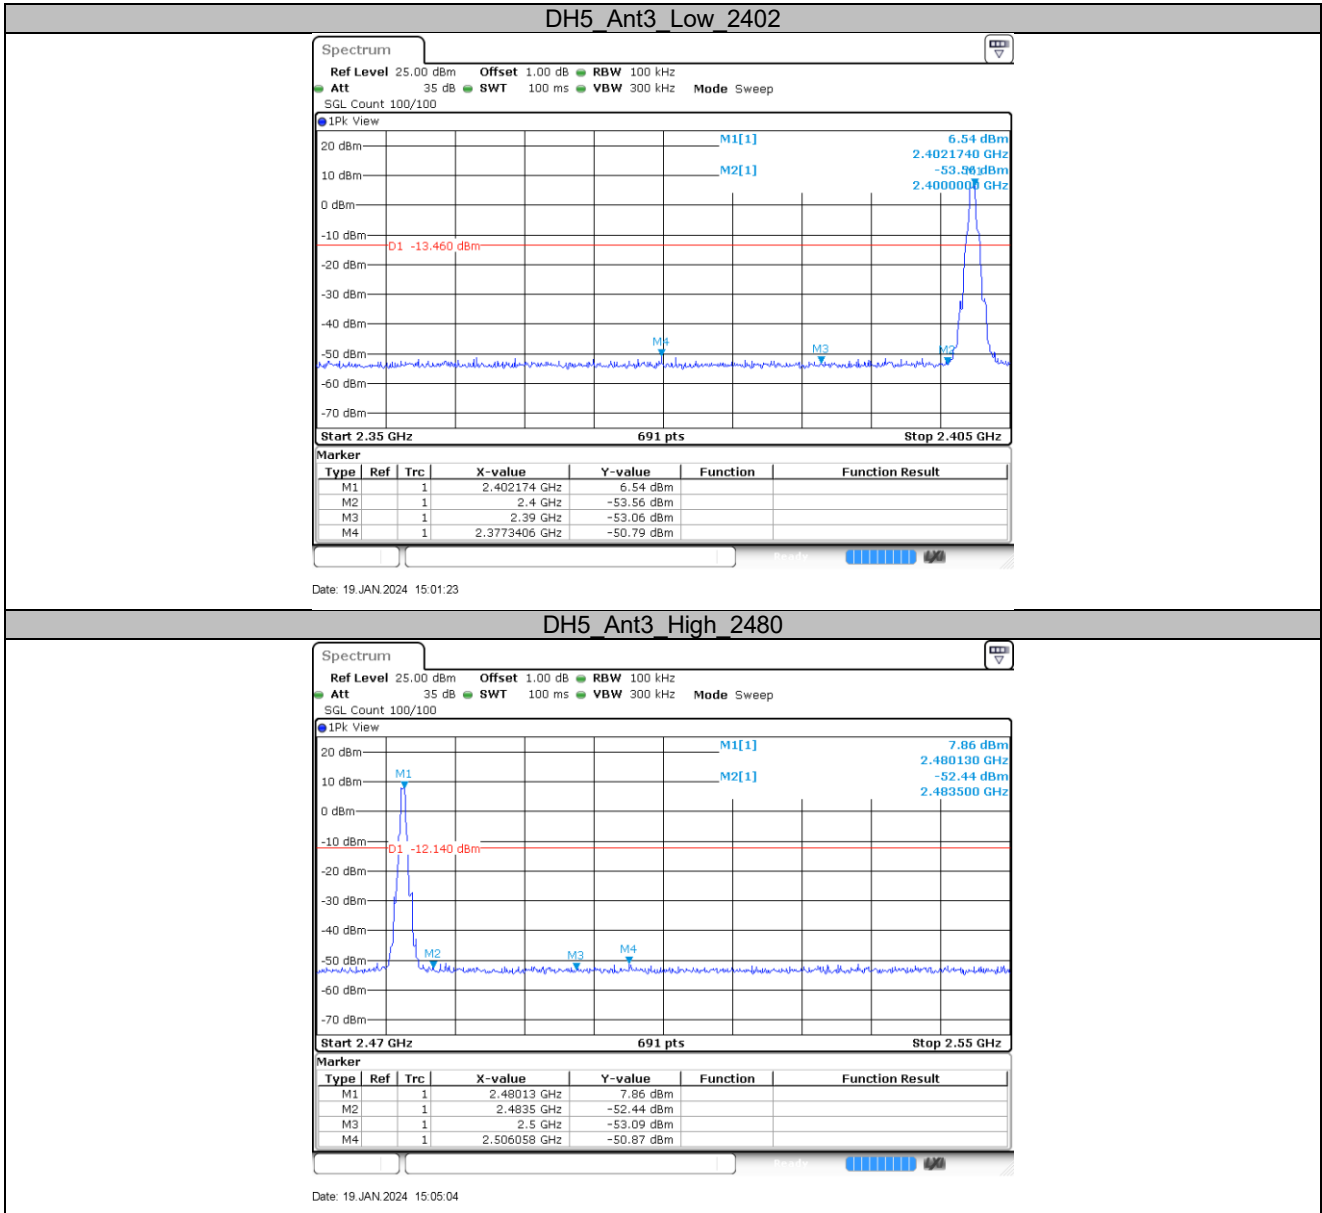 DH5_Ant3_Low_2402
Spectrum
Ref Level 25.00 dBm Offset 1.00 dB RBW 100 kHz
Att 35 dB SWT 100 ms VBW 300 kHz Mode Sweep
SGL Count 100/100
1Pk View
M1[1] 6.54 dBm
2.4021740 GHz
M2[1] -53.56 dBm
2.4000000 GHz
20 dBm
10 dBm
0 dBm
-10 dBm
D1 -13.460 dBm
-20 dBm
-30 dBm
-40 dBm
M4
M3
M2
-50 dBm
-60 dBm
-70 dBm
Start 2.35 GHz 691 pts Stop 2.405 GHz
Marker
Type Ref Trc X-value Y-value Function Function Result
M1 1 2.402174 GHz 6.54 dBm
M2 1 2.4 GHz -53.56 dBm
M3 1 2.39 GHz -53.06 dBm
M4 1 2.3773406 GHz -50.79 dBm
Ready
Date: 19.JAN.2024 15:01:23
DH5_Ant3_High_2480
Spectrum
Ref Level 25.00 dBm Offset 1.00 dB RBW 100 kHz
Att 35 dB SWT 100 ms VBW 300 kHz Mode Sweep
SGL Count 100/100
1Pk View
M1[1] 7.86 dBm
2.480130 GHz
M2[1] -52.44 dBm
2.483500 GHz
20 dBm
M1
10 dBm
0 dBm
-10 dBm
D1 -12.140 dBm
-20 dBm
-30 dBm
-40 dBm
M2
M3
M4
-50 dBm
-60 dBm
-70 dBm
Start 2.47 GHz 691 pts Stop 2.55 GHz
Marker
Type Ref Trc X-value Y-value Function Function Result
M1 1 2.48013 GHz 7.86 dBm
M2 1 2.4835 GHz -52.44 dBm
M3 1 2.5 GHz -53.09 dBm
M4 1 2.506058 GHz -50.87 dBm
Ready
Date: 19.JAN.2024 15:05:04